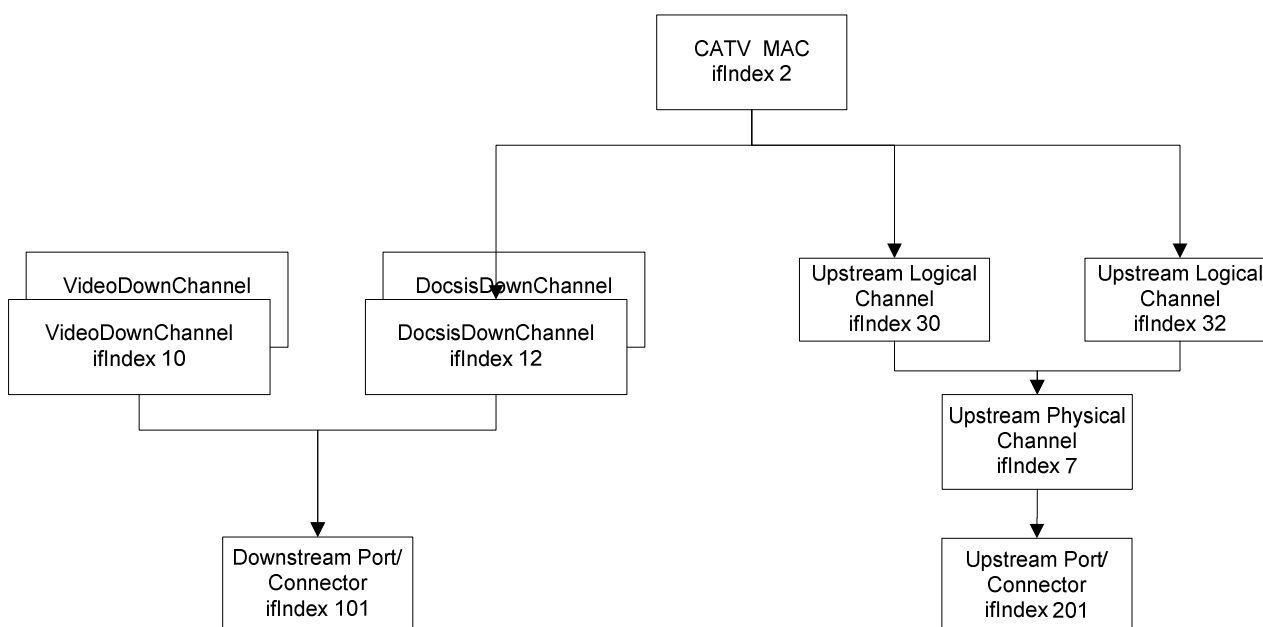 CATV MAC
ifIndex 2
VideoDownChannel
VideoDownChannel
ifIndex 10
DocsisDownChannel
DocsisDownChannel
ifIndex 12
Upstream Logical
Channel
ifIndex 30
Upstream Logical
Channel
ifIndex 32
Upstream Physical
Channel
ifIndex 7
Downstream Port/
Connector
ifIndex 101
Upstream Port/
Connector
ifIndex 201